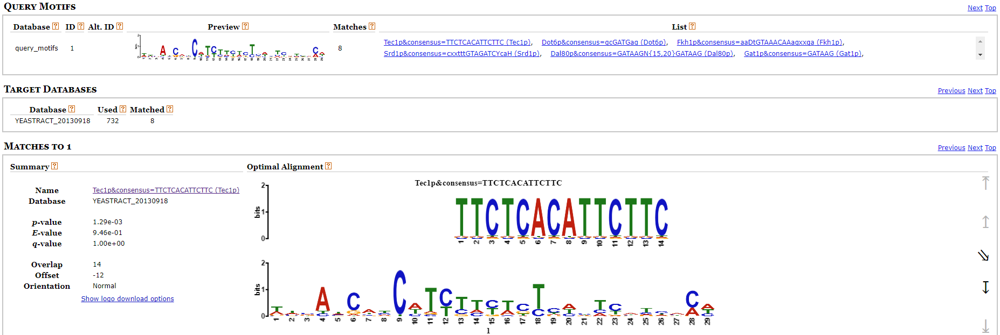 QUERY MOTIFS
Next Top
Database ? ID ? Alt. ID ? Preview ? Matches ? List ?
query_motifs 1 8
Tec1p&consensus=TTCTCACATTCTTC (Tec1p), Dot6p&consensus=gcGATGag (Dot6p), Fkh1p&consensus=aaDtGTAAACAAagxxga (Fkh1p),
Srd1p&consensus=cxxtttGTAGATCYcaH (Srd1p), Dal80p&consensus=GATAAGN{15,20}GATAAG (Dal80p), Gat1p&consensus=GATAAG (Gat1p),
TARGET DATABASES
Previous Next Top
Database ? Used ? Matched ?
YEASTRACT_20130918 732 8
MATCHES TO 1
Previous Next Top
Summary ? Optimal Alignment ?
Name Tec1p&consensus=TTCTCACATTCTTC (Tec1p)
Database YEASTRACT_20130918
p-value 1.29e-03
E-value 9.46e-01
q-value 1.00e+00
Overlap 14
Offset -12
Orientation Normal
Show logo download options
Tec1p&consensus=TTCTCACATTCTTC
2
bits
1
0
TTCTCACATTCTTC
1 2 3 4 5 6 7 8 9 10 11 12 13 14
2
bits
1
0
1 2 3 4 5 6 7 8 9 10 11 12 13 14 15 16 17 18 19 20 21 22 23 24 25 26 27 28 29
1